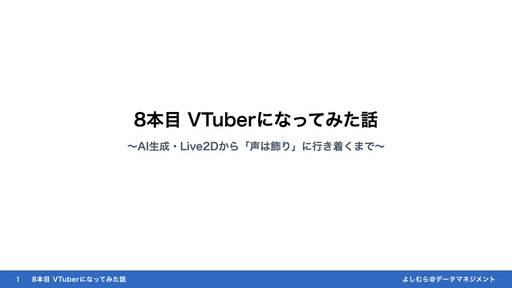 8本目 VTuberになってみた話
〜AI生成・Live2Dから「声は飾り」に行き着くまで〜
1 8本目 VTuberになってみた話
よしむら@データマネジメント